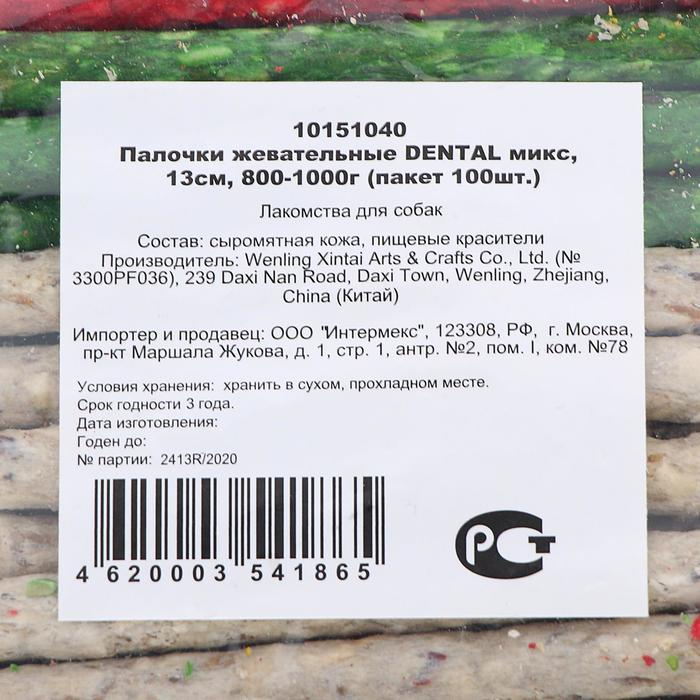 10151040
Палочки жевательные DENTAL микс,
13см, 800-1000г (пакет 100шт.)
Лакомства для собак
Состав: сыромятная кожа, пищевые красители
Производитель: Wenling Xintai Arts & Crafts Co., Ltd. (№
3300PF036), 239 Daxi Nan Road, Daxi Town, Wenling, Zhejiang,
China (Китай)
Импортер и продавец: ООО "Интермекс", 123308, РФ, г. Москва,
пр-кт Маршала Жукова, д. 1, стр. 1, антр. №2, пом. I, ком. №78
Условия хранения: хранить в сухом, прохладном месте.
Срок годности 3 года.
Дата изготовления:
Годен до:
№ партии: 2413R/2020
4 620003 541865
РСТ